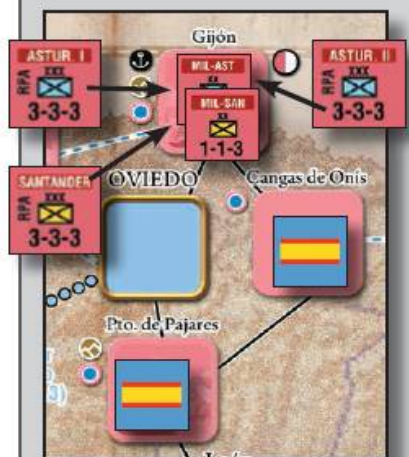 Gijón
ASTUR. I
XXX
RPA
3-3-3
MIL-AST
ASTUR. II
XXX
RPA
3-3-3
MIL-SAN
1-1-3
SANTANDER
XXX
RPA
3-3-3
OVIEDO
Cangas de Onís
Pto. de Pajares
3)